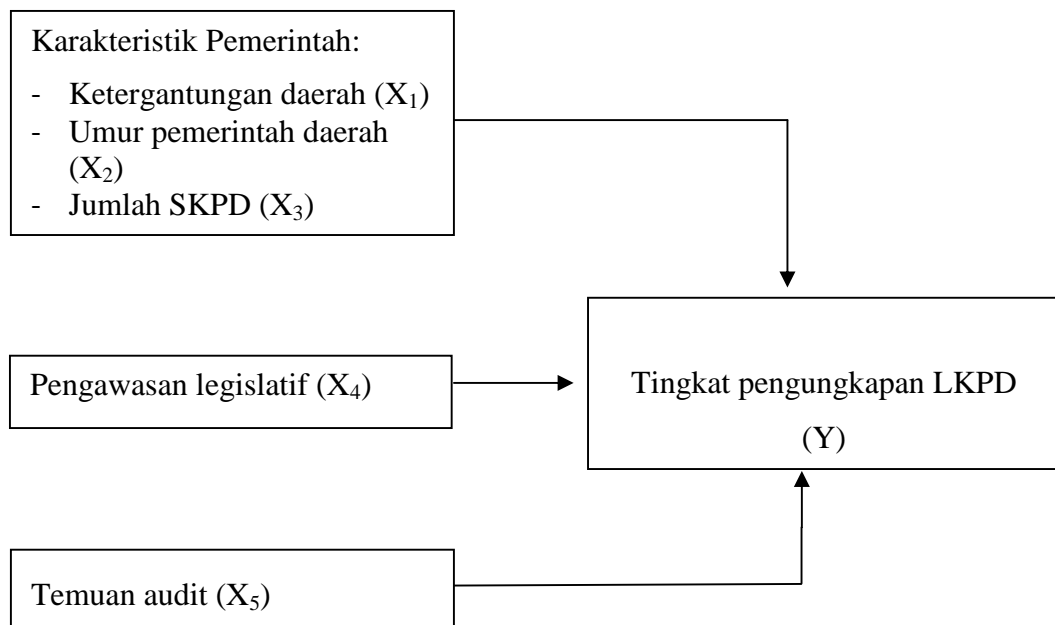 Karakteristik Pemerintah:
- Ketergantungan daerah (X₁)
- Umur pemerintah daerah
(X₂)
- Jumlah SKPD (X₃)
Pengawasan legislatif (X₄)
Tingkat pengungkapan LKPD
(Y)
Temuan audit (X₅)